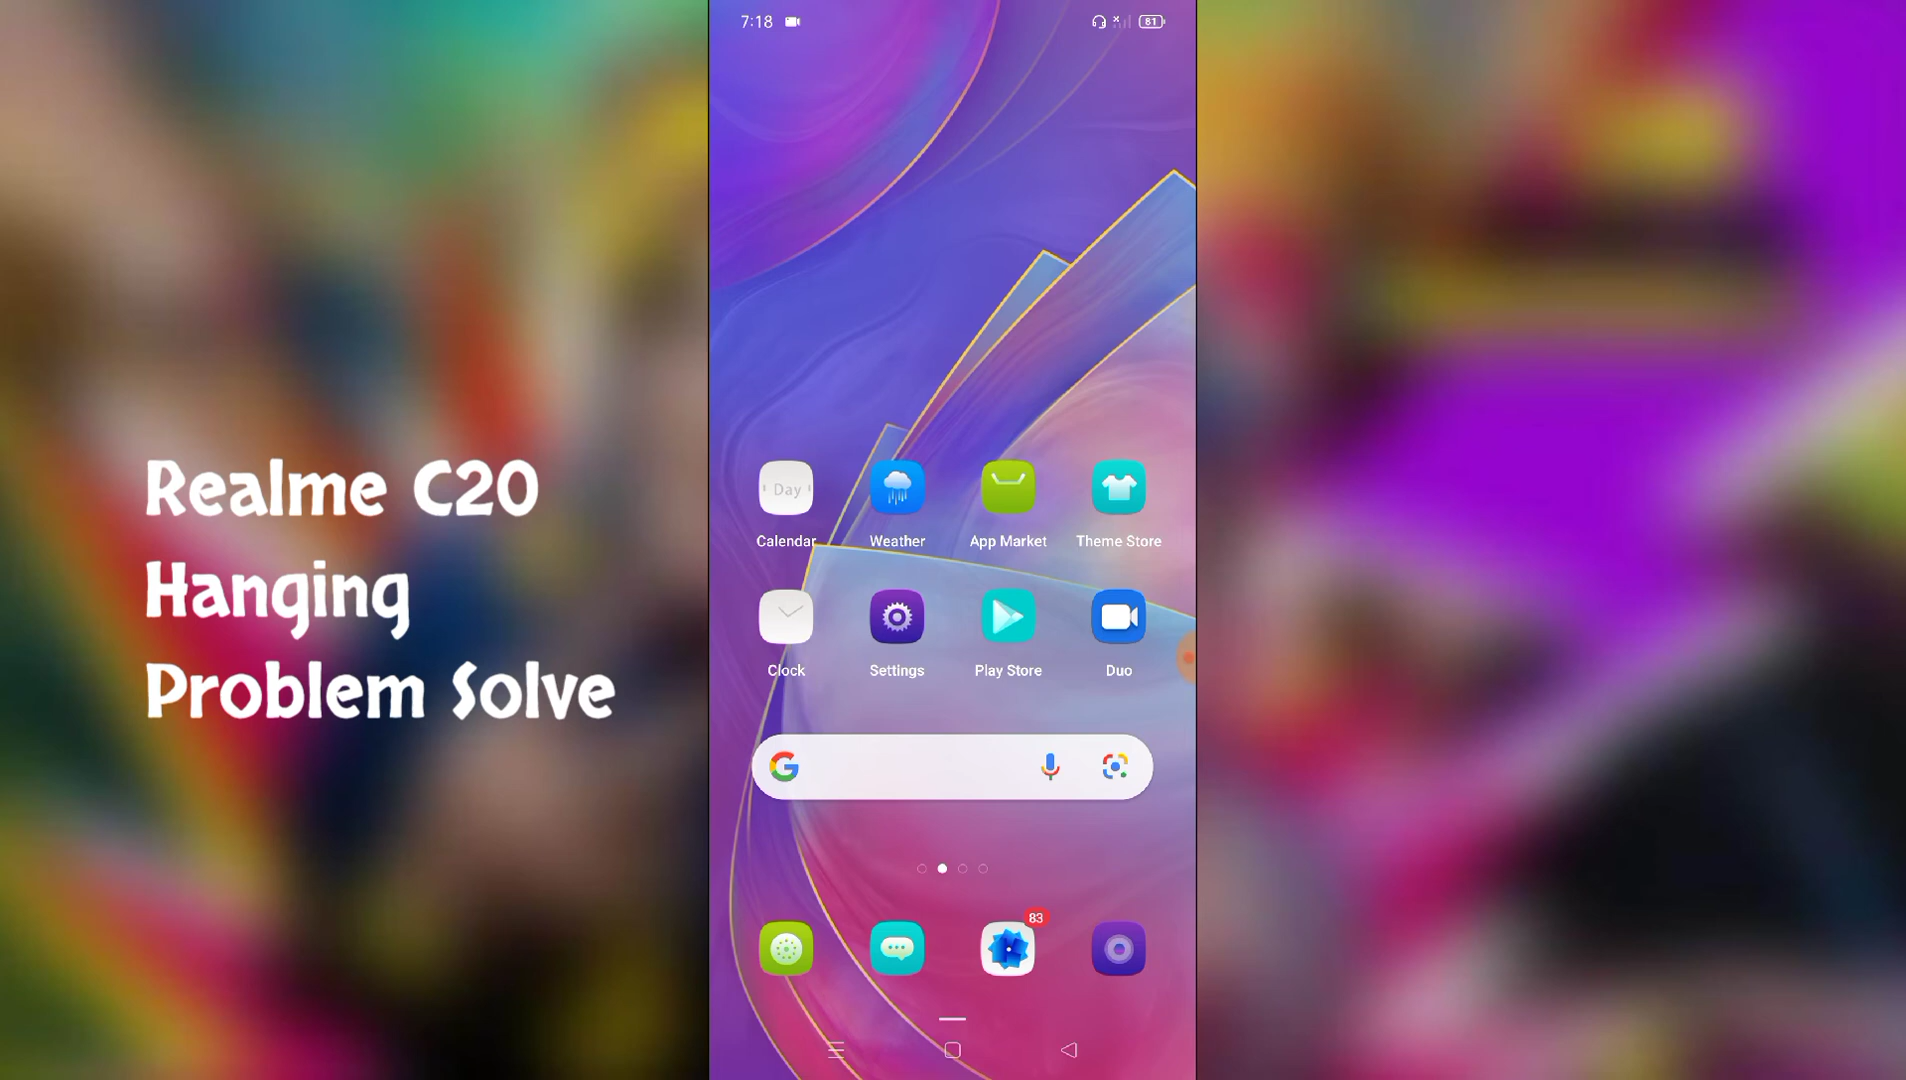 7:18
81
Realme C20
Hanging
Problem Solve
Day
Calendar
Weather
App Market
Theme Store
Clock
Settings
Play Store
Duo
G
83